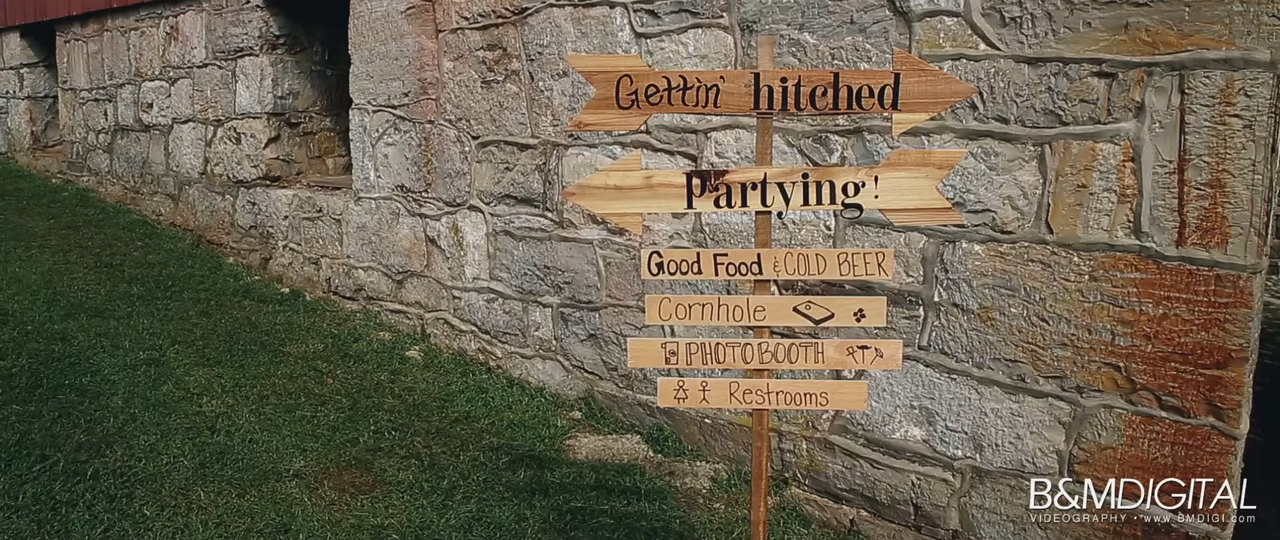 Gettin' hitched
Partying!
Good Food & COLD BEER
Cornhole
PHOTOBOOTH
Restrooms
B&MDIGITAL
VIDEOGRAPHY • www.BMDIGI.com